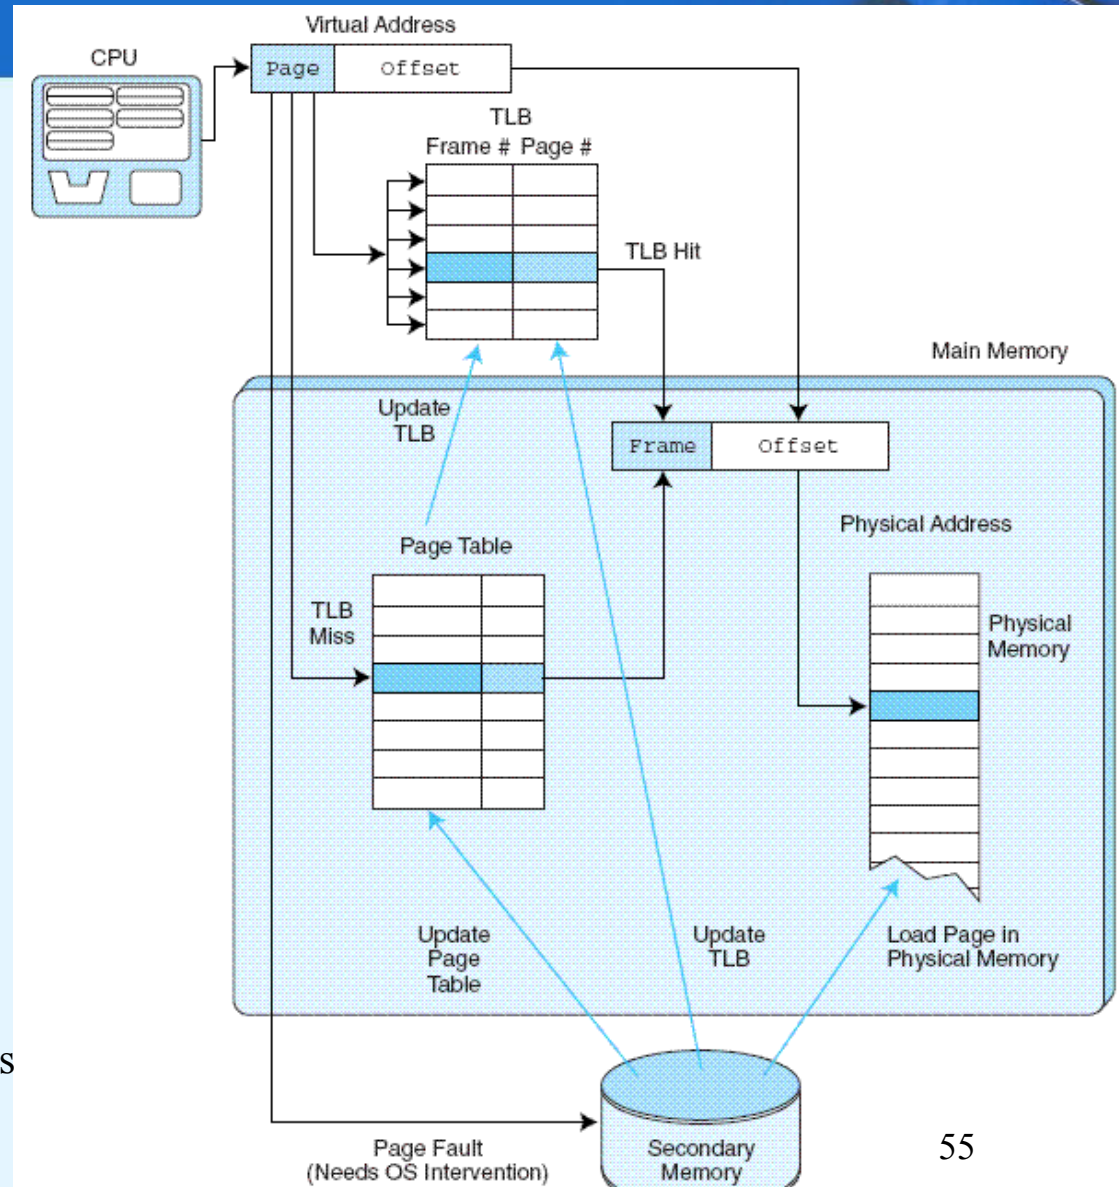 Virtual Address
CPU
Page
Offset
TLB
Frame # Page #
TLB Hit
Main Memory
Update
TLB
Frame
Offset
Physical Address
Page Table
TLB
Miss
Physical
Memory
Update
Page
Table
Update
TLB
Load Page in
Physical Memory
s
Page Fault
(Needs OS Intervention)
Secondary
Memory
55